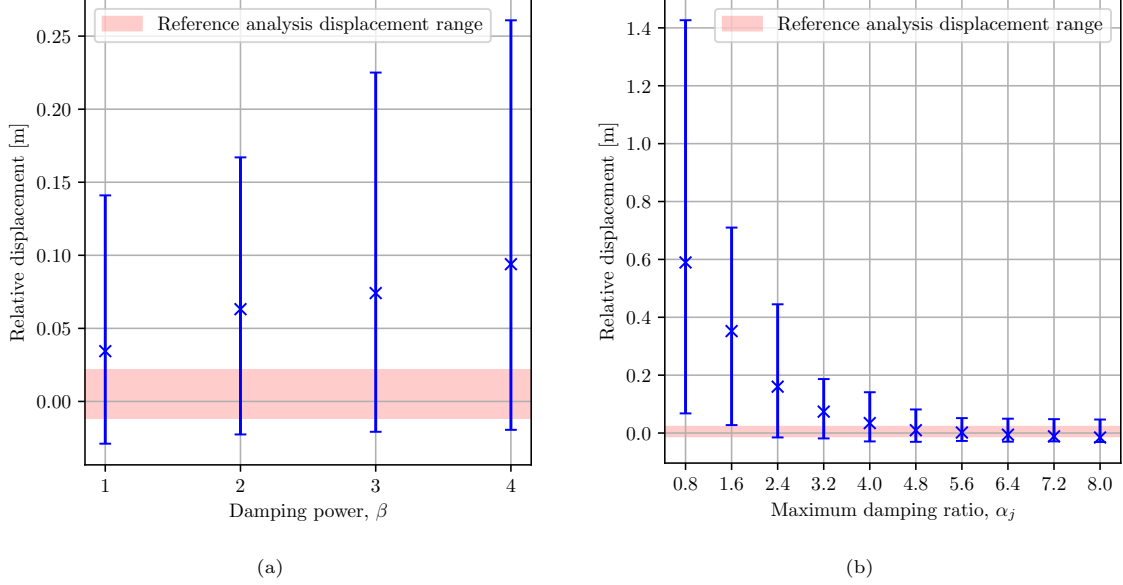 Reference analysis displacement range
0.25
0.20
0.15
0.10
0.05
0.00
Relative displacement [m]
1 2 3 4
Damping power, β
(a)
Reference analysis displacement range
1.4
1.2
1.0
0.8
0.6
0.4
0.2
0.0
Relative displacement [m]
0.8 1.6 2.4 3.2 4.0 4.8 5.6 6.4 7.2 8.0
Maximum damping ratio, αⱼ
(b)